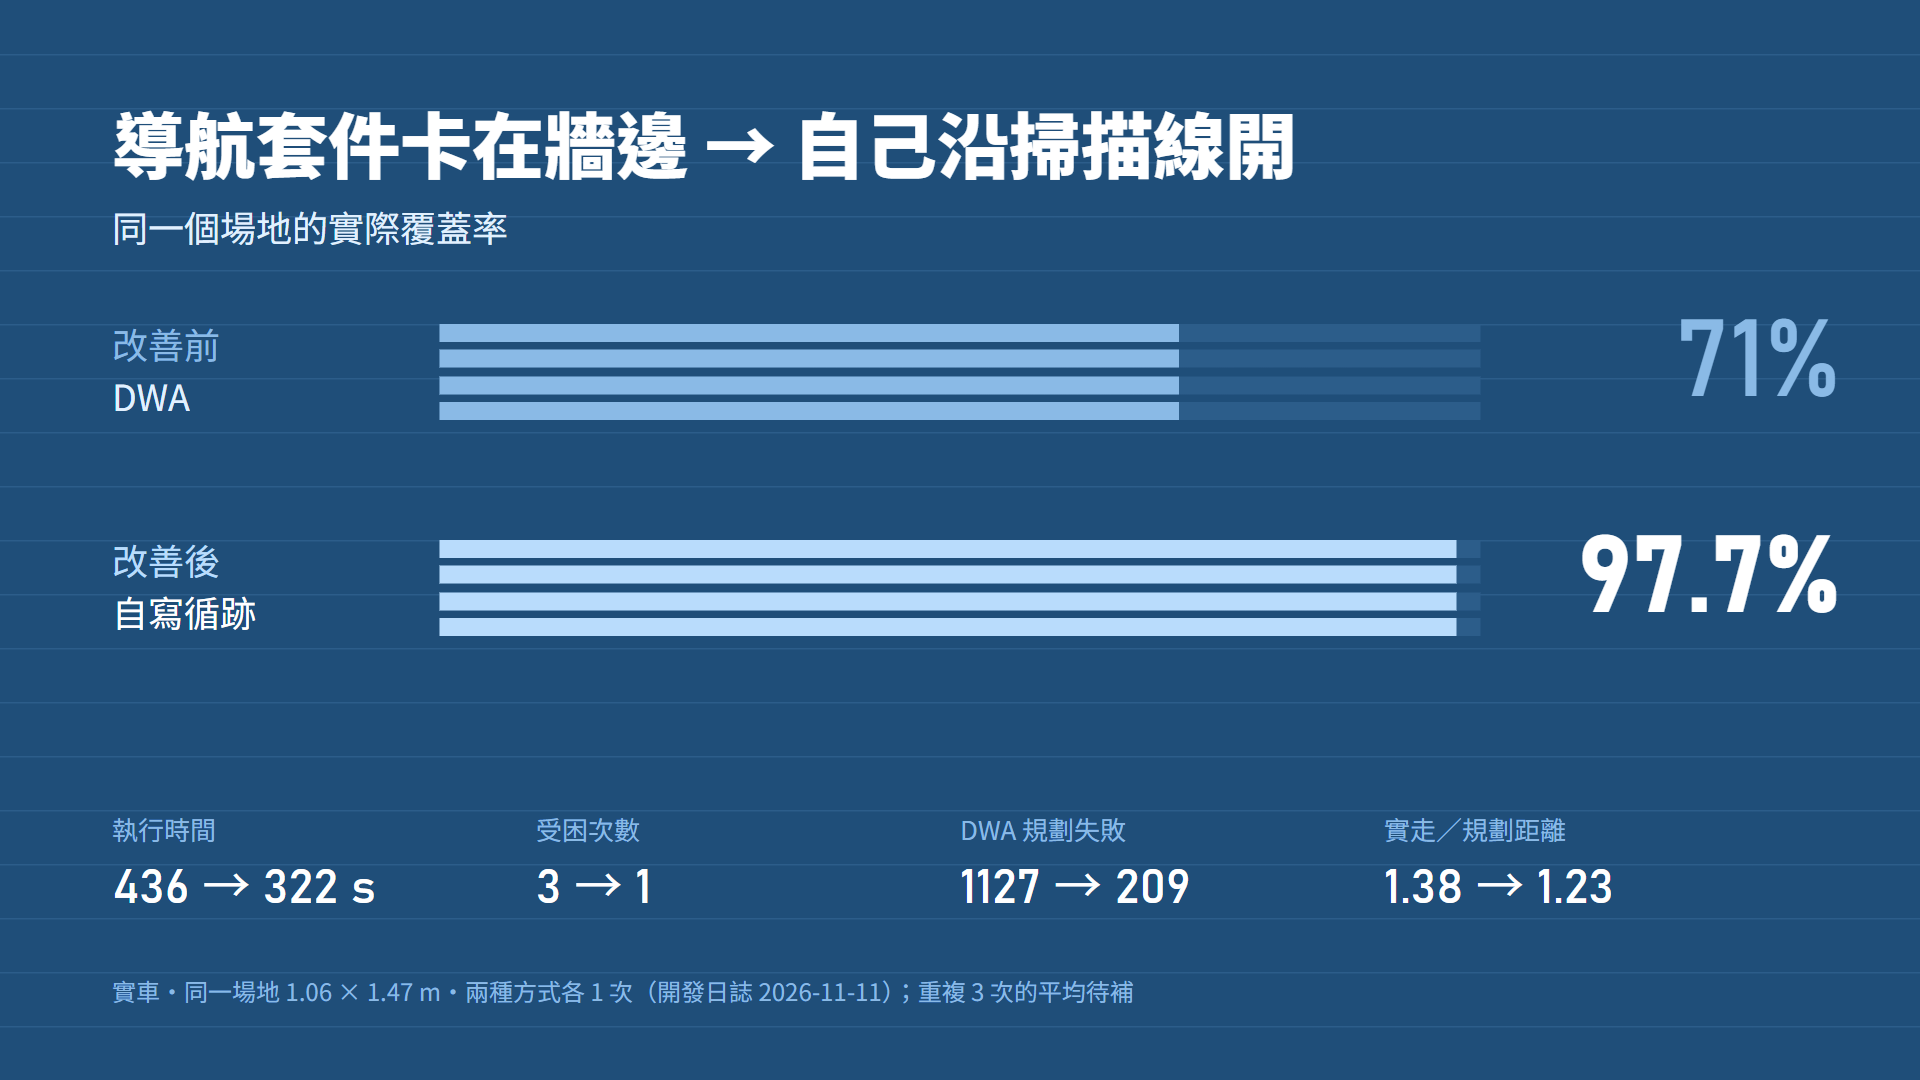 導航套件卡在牆邊 → 自己沿掃描線開
同一個場地的實際覆蓋率
改善前
DWA
71%
改善後
自寫循跡
97.7%
執行時間
436 → 322 s
受困次數
3 → 1
DWA 規劃失敗
1127 → 209
實走／規劃距離
1.38 → 1.23
實車・同一場地 1.06 × 1.47 m・兩種方式各 1 次（開發日誌 2026-11-11）；重複 3 次的平均待補